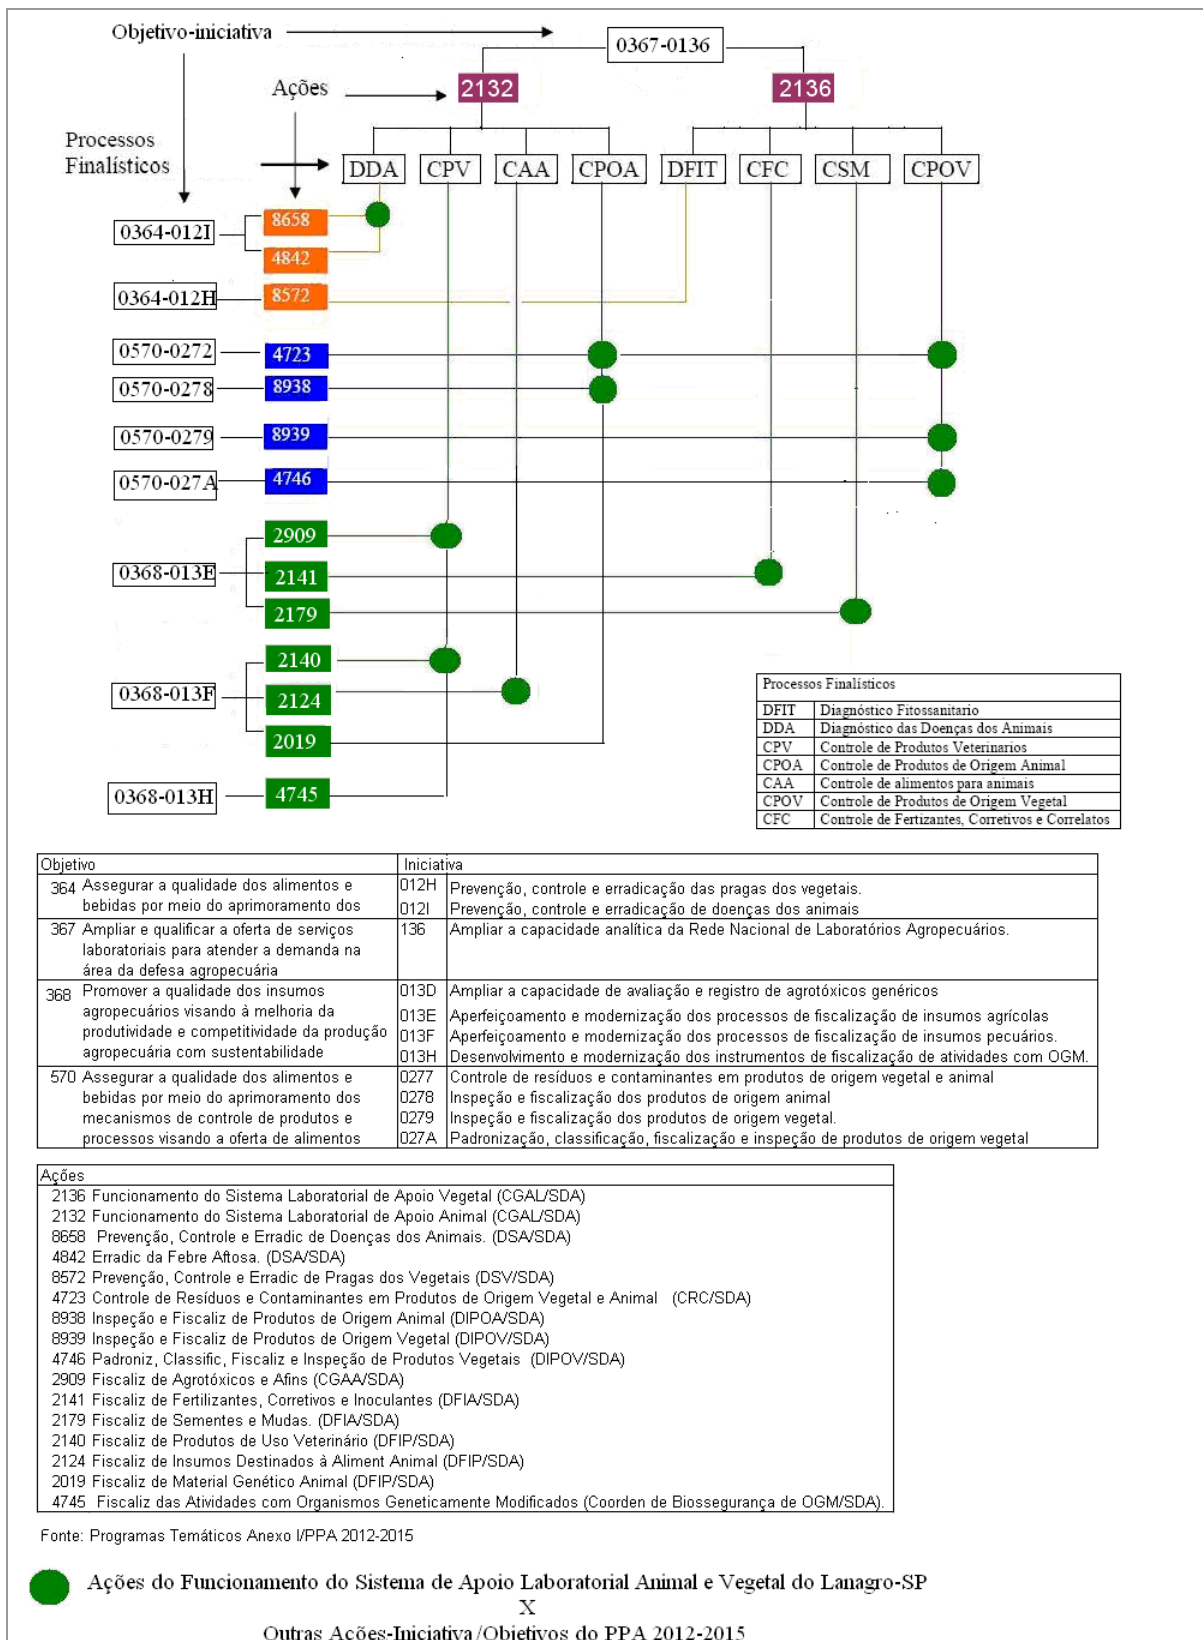 Objetivo-iniciativa
0367-0136
Ações
2132
2136
Processos
Finalísticos
DDA
CPV
CAA
CPOA
DFIT
CFC
CSM
CPOV
0364-012I
8658
4842
0364-012H
8572
0570-0272
4723
0570-0278
8938
0570-0279
8939
0570-027A
4746
2909
0368-013E
2141
2179
2140
0368-013F
2124
2019
0368-013H
4745
Processos Finalísticos
DFIT Diagnóstico Fitossanitario
DDA Diagnóstico das Doenças dos Animais
CPV Controle de Produtos Veterinarios
CPOA Controle de Produtos de Origem Animal
CAA Controle de alimentos para animais
CPOV Controle de Produtos de Origem Vegetal
CFC Controle de Fertizantes, Corretivos e Correlatos
Objetivo Iniciativa
364 Assegurar a qualidade dos alimentos e
bebidas por meio do aprimoramento dos
012H Prevenção, controle e erradicação das pragas dos vegetais.
012I Prevenção, controle e erradicação de doenças dos animais
367 Ampliar e qualificar a oferta de serviços
laboratoriais para atender a demanda na
área da defesa agropecuária
136 Ampliar a capacidade analítica da Rede Nacional de Laboratórios Agropecuários.
368 Promover a qualidade dos insumos
agropecuários visando à melhoria da
produtividade e competitividade da produção
agropecuária com sustentabilidade
013D Ampliar a capacidade de avaliação e registro de agrotóxicos genéricos
013E Aperfeiçoamento e modernização dos processos de fiscalização de insumos agrícolas
013F Aperfeiçoamento e modernização dos processos de fiscalização de insumos pecuários.
013H Desenvolvimento e modernização dos instrumentos de fiscalização de atividades com OGM.
570 Assegurar a qualidade dos alimentos e
bebidas por meio do aprimoramento dos
mecanismos de controle de produtos e
processos visando a oferta de alimentos
0277 Controle de resíduos e contaminantes em produtos de origem vegetal e animal
0278 Inspeção e fiscalização dos produtos de origem animal
0279 Inspeção e fiscalização dos produtos de origem vegetal.
027A Padronização, classificação, fiscalização e inspeção de produtos de origem vegetal
Ações
2136 Funcionamento do Sistema Laboratorial de Apoio Vegetal (CGAL/SDA)
2132 Funcionamento do Sistema Laboratorial de Apoio Animal (CGAL/SDA)
8658 Prevenção, Controle e Erradic de Doenças dos Animais. (DSA/SDA)
4842 Erradic da Febre Aftosa. (DSA/SDA)
8572 Prevenção, Controle e Erradic de Pragas dos Vegetais (DSV/SDA)
4723 Controle de Resíduos e Contaminantes em Produtos de Origem Vegetal e Animal (CRC/SDA)
8938 Inspeção e Fiscaliz de Produtos de Origem Animal (DIPOA/SDA)
8939 Inspeção e Fiscaliz de Produtos de Origem Vegetal (DIPOV/SDA)
4746 Padroniz, Classific, Fiscaliz e Inspeção de Produtos Vegetais (DIPOV/SDA)
2909 Fiscaliz de Agrotóxicos e Afins (CGAA/SDA)
2141 Fiscaliz de Fertilizantes, Corretivos e Inoculantes (DFIA/SDA)
2179 Fiscaliz de Sementes e Mudas. (DFIA/SDA)
2140 Fiscaliz de Produtos de Uso Veterinário (DFIP/SDA)
2124 Fiscaliz de Insumos Destinados à Aliment Animal (DFIP/SDA)
2019 Fiscaliz de Material Genético Animal (DFIP/SDA)
4745 Fiscaliz das Atividades com Organismos Geneticamente Modificados (Coorden de Biossegurança de OGM/SDA).
Fonte: Programas Temáticos Anexo I/PPA 2012-2015
Ações do Funcionamento do Sistema de Apoio Laboratorial Animal e Vegetal do Lanagro-SP
X
Outras Ações-Iniciativa/Objetivos do PPA 2012-2015